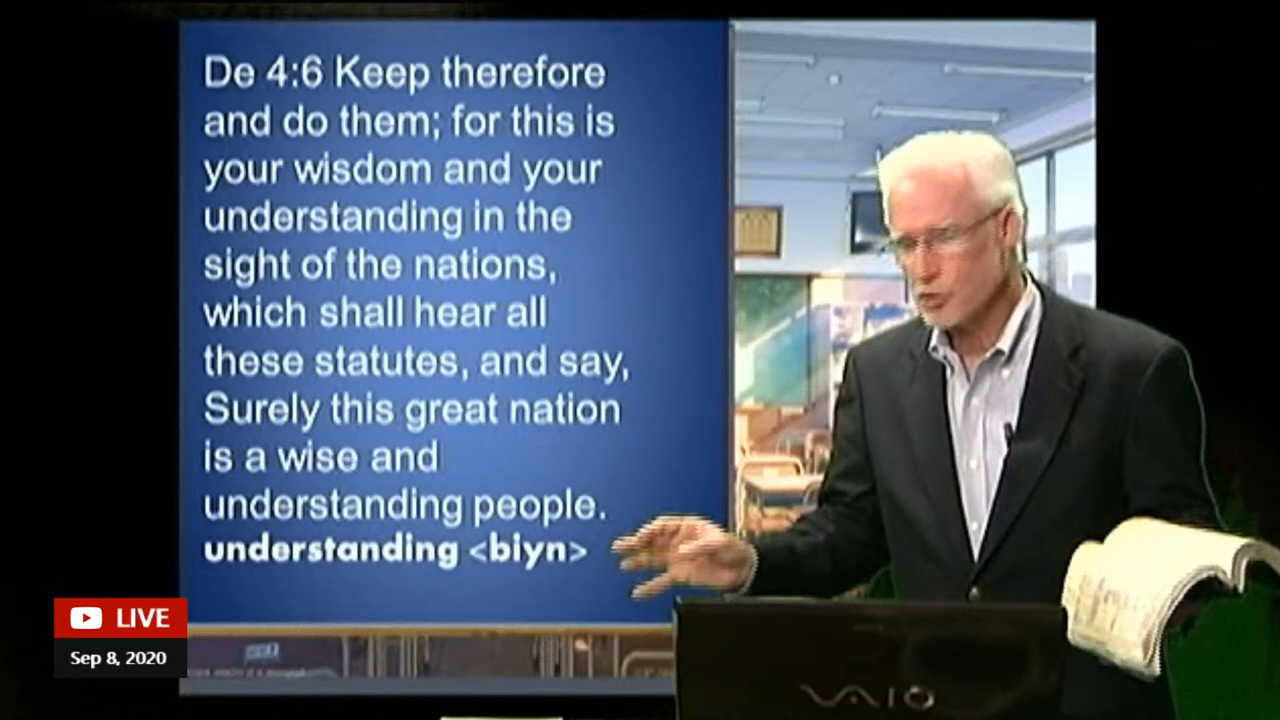 De 4:6 Keep therefore
and do them; for this is
your wisdom and your
understanding in the
sight of the nations,
which shall hear all
these statutes, and say,
Surely this great nation
is a wise and
understanding people.
understanding <biyn>
LIVE
Sep 8, 2020
VAIO